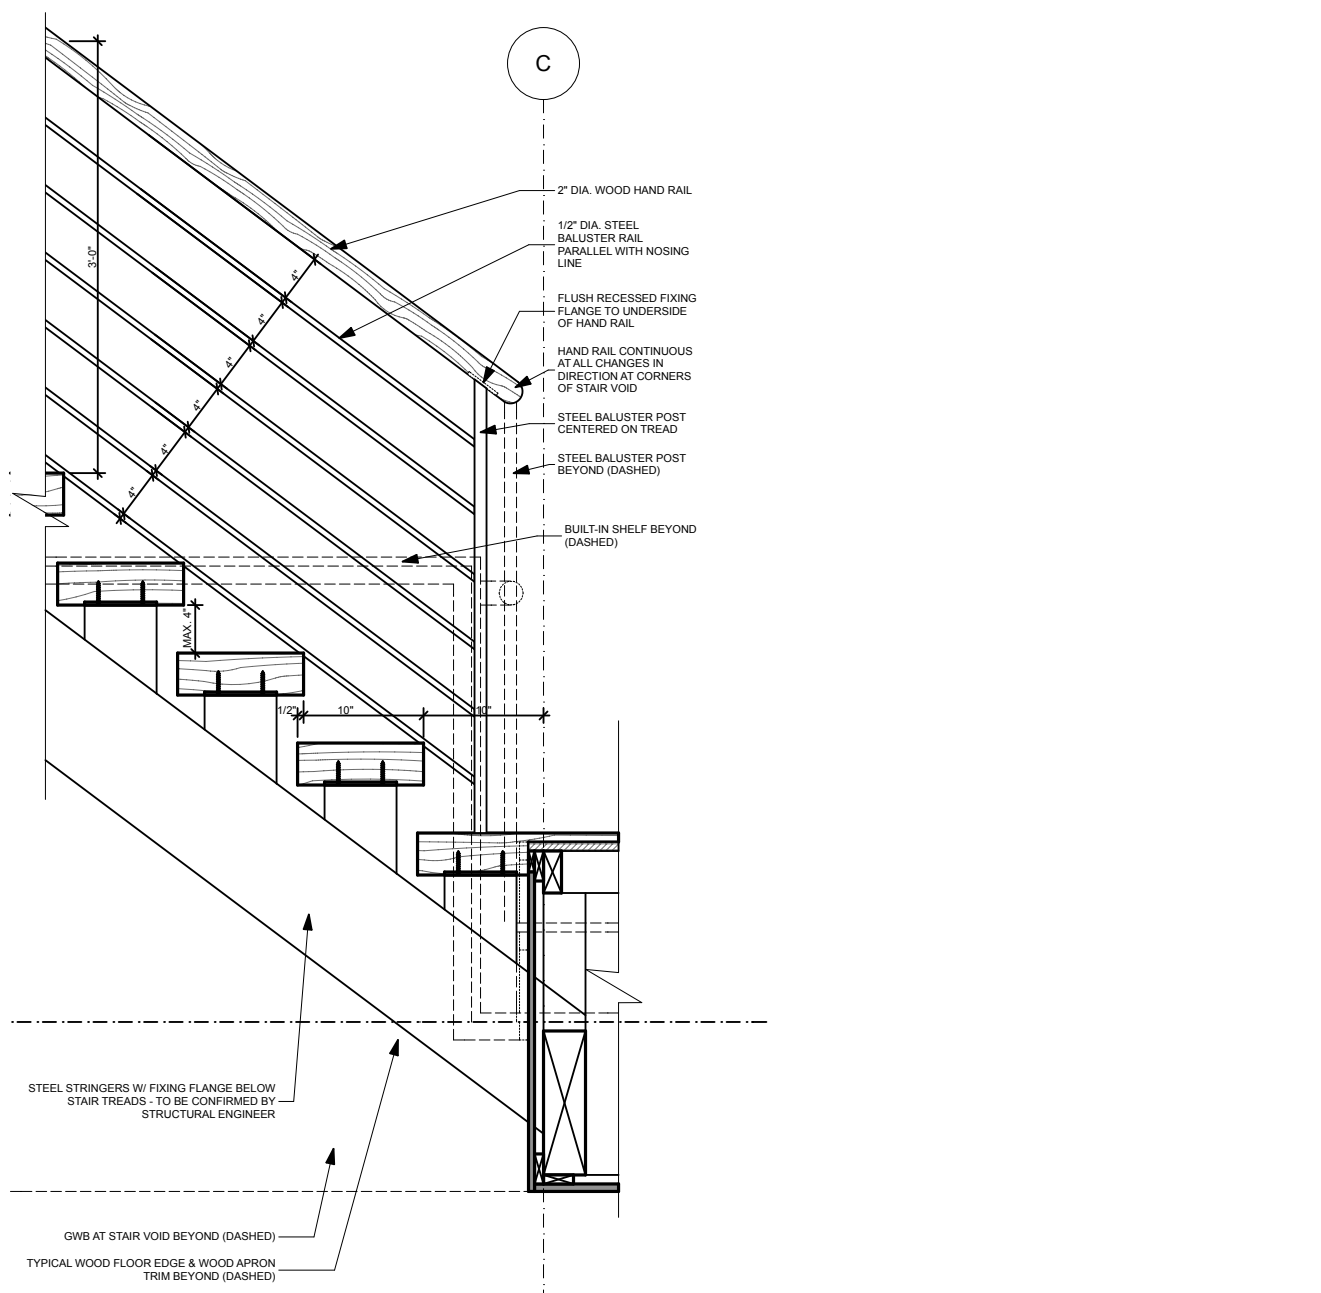 C
2" DIA. WOOD HAND RAIL
1/2" DIA. STEEL
BALUSTER RAIL
PARALLEL WITH NOSING
LINE
3'-0"
4"
4"
4"
4"
4"
4"
FLUSH RECESSED FIXING
FLANGE TO UNDERSIDE
OF HAND RAIL
HAND RAIL CONTINUOUS
AT ALL CHANGES IN
DIRECTION AT CORNERS
OF STAIR VOID
STEEL BALUSTER POST
CENTERED ON TREAD
STEEL BALUSTER POST
BEYOND (DASHED)
BUILT-IN SHELF BEYOND
(DASHED)
MAX. 4"
1/2"
10"
10"
STEEL STRINGERS W/ FIXING FLANGE BELOW
STAIR TREADS - TO BE CONFIRMED BY
STRUCTURAL ENGINEER
GWB AT STAIR VOID BEYOND (DASHED)
TYPICAL WOOD FLOOR EDGE & WOOD APRON
TRIM BEYOND (DASHED)